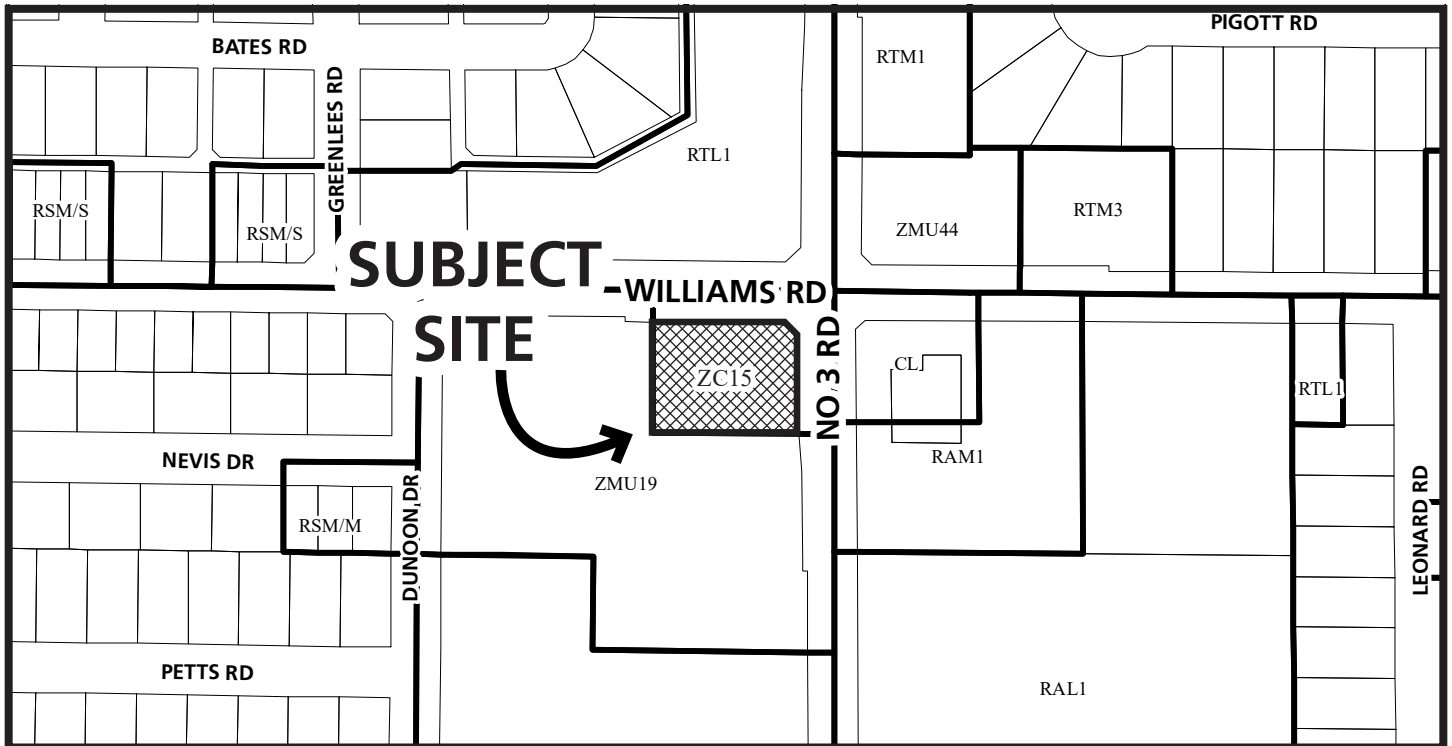 PIGOTT RD
BATES RD
RTM1
GREENLEES RD
RTL1
RSM/S
RSM/S
ZMU44
RTM3
SUBJECT
SITE
WILLIAMS RD
NO 3 RD
ZC15
CL
RTL1
RAM1
NEVIS DR
ZMU19
RSM/M
DUNOON DR
LEONARD RD
PETTS RD
RAL1